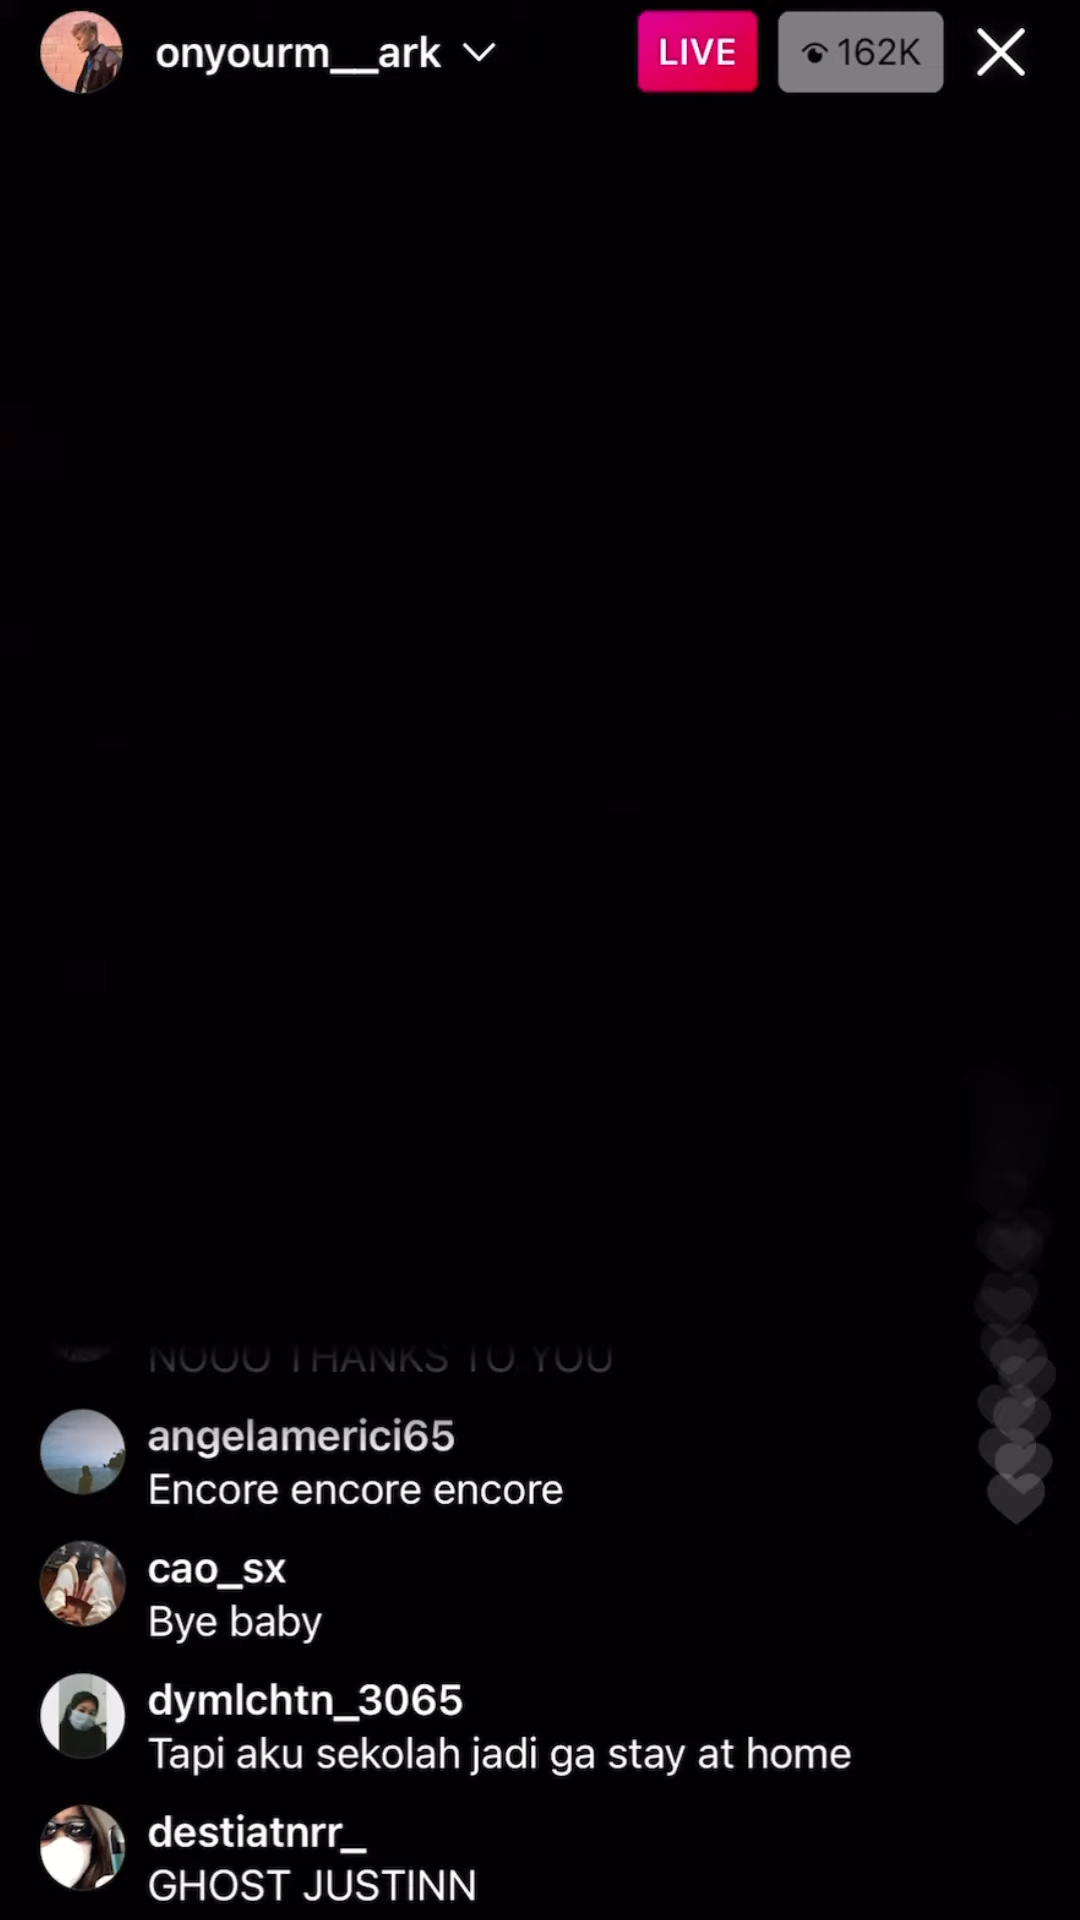 onyourm__ark
LIVE
162K
NOOO THANKS TO YOU
angelamerici65
Encore encore encore
cao_sx
Bye baby
dymlchtn_3065
Tapi aku sekolah jadi ga stay at home
destiatnrr_
GHOST JUSTINN